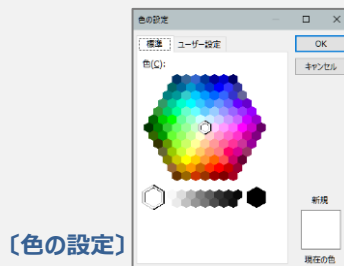 色の設定
標準 ユーザー設定
OK
キャンセル
色(C):
新規
現在の色
〔色の設定〕